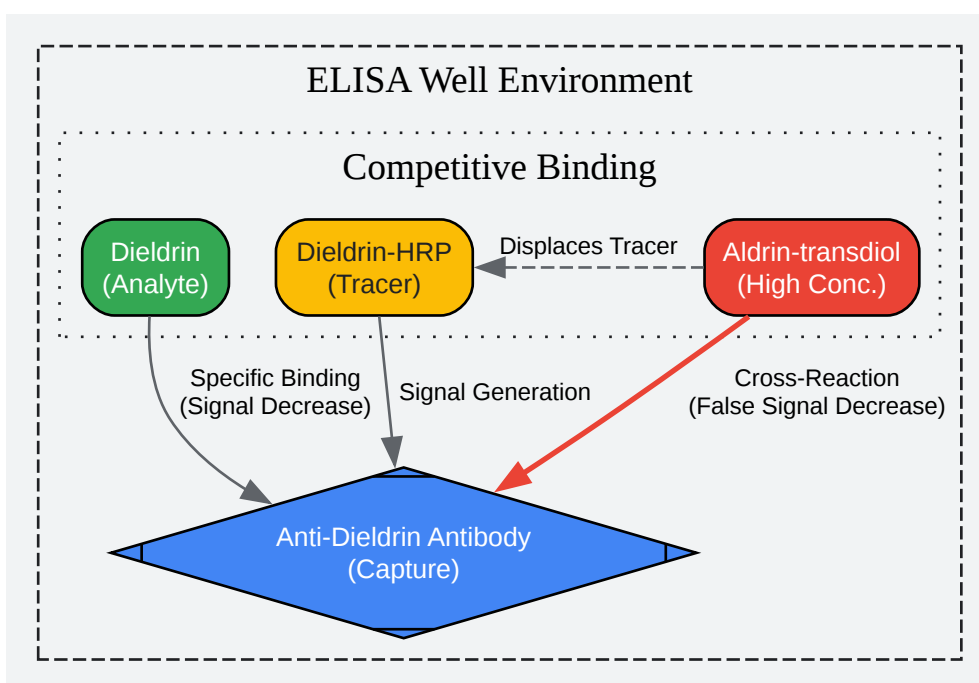 ELISA Well Environment
Competitive Binding
Dieldrin
(Analyte)
Dieldrin-HRP
(Tracer)
Displaces Tracer
Aldrin-transdiol
(High Conc.)
Specific Binding
(Signal Decrease)
Signal Generation
Cross-Reaction
(False Signal Decrease)
Anti-Dieldrin Antibody
(Capture)